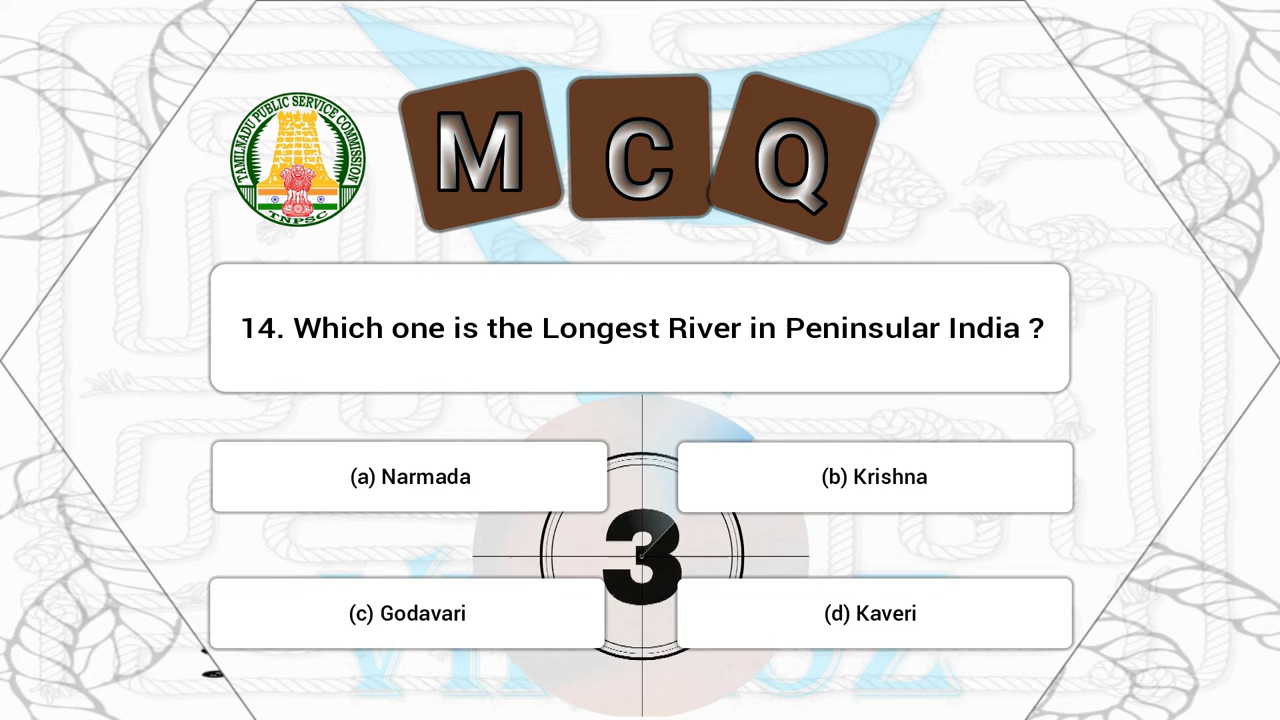 TAMILNADU PUBLIC SERVICE COMMISSION
TNPSC
M C Q
14. Which one is the Longest River in Peninsular India ?
(a) Narmada
(b) Krishna
3
(c) Godavari
(d) Kaveri